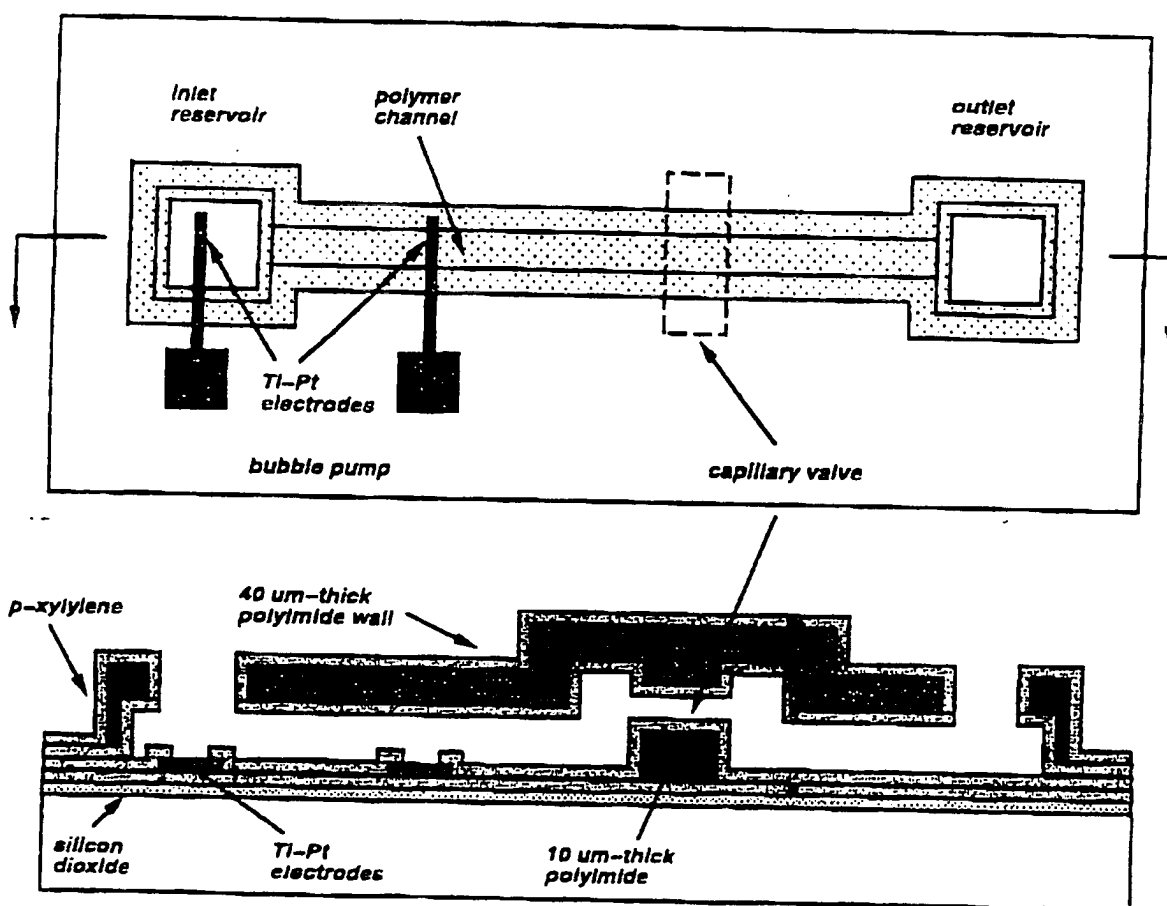 inlet
reservoir
polymer
channel
outlet
reservoir
Ti-Pt
electrodes
bubble pump
capillary valve
p-xylylene
40 um-thick
polyimide wall
silicon
dioxide
Ti-Pt
electrodes
10 um-thick
polyimide